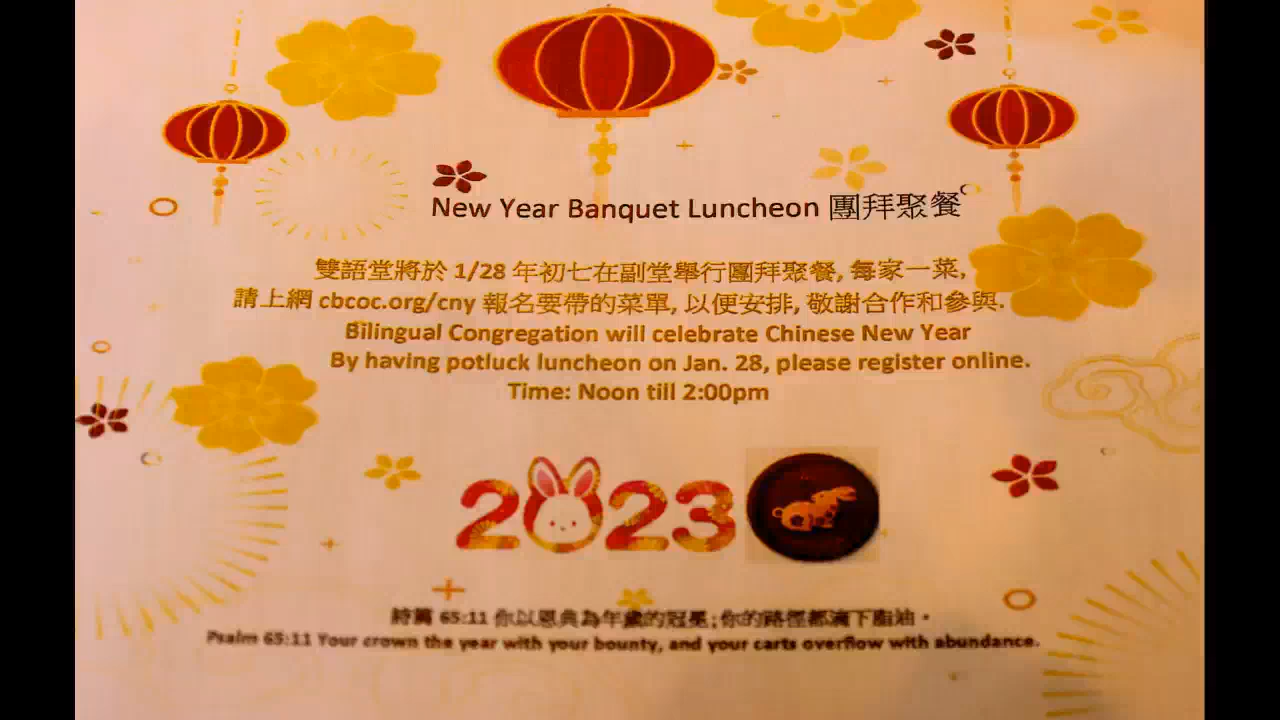 New Year Banquet Luncheon 團拜聚餐
雙語堂將於 1/28 年初七在副堂舉行團拜聚餐, 每家一菜,
請上網 cbcoc.org/cny 報名要帶的菜單, 以便安排, 敬謝合作和參與.
Bilingual Congregation will celebrate Chinese New Year
By having potluck luncheon on Jan. 28, please register online.
Time: Noon till 2:00pm
2023
詩篇 65:11 你以恩典為年歲的冠冕;你的路徑都滴下脂油。
Psalm 65:11 Your crown the year with your bounty, and your carts overflow with abundance.